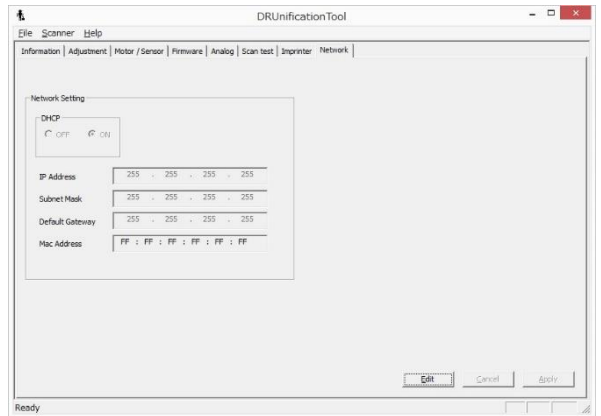 DRUnificationTool
File Scanner Help
Information Adjustment Motor / Sensor Firmware Analog Scan test Imprinter Network
Network Setting
DHCP
OFF ON
IP Address 255 . 255 . 255 . 255
Subnet Mask 255 . 255 . 255 . 255
Default Gateway 255 . 255 . 255 . 255
Mac Address FF : FF : FF : FF : FF : FF
Edit Cancel Apply
Ready